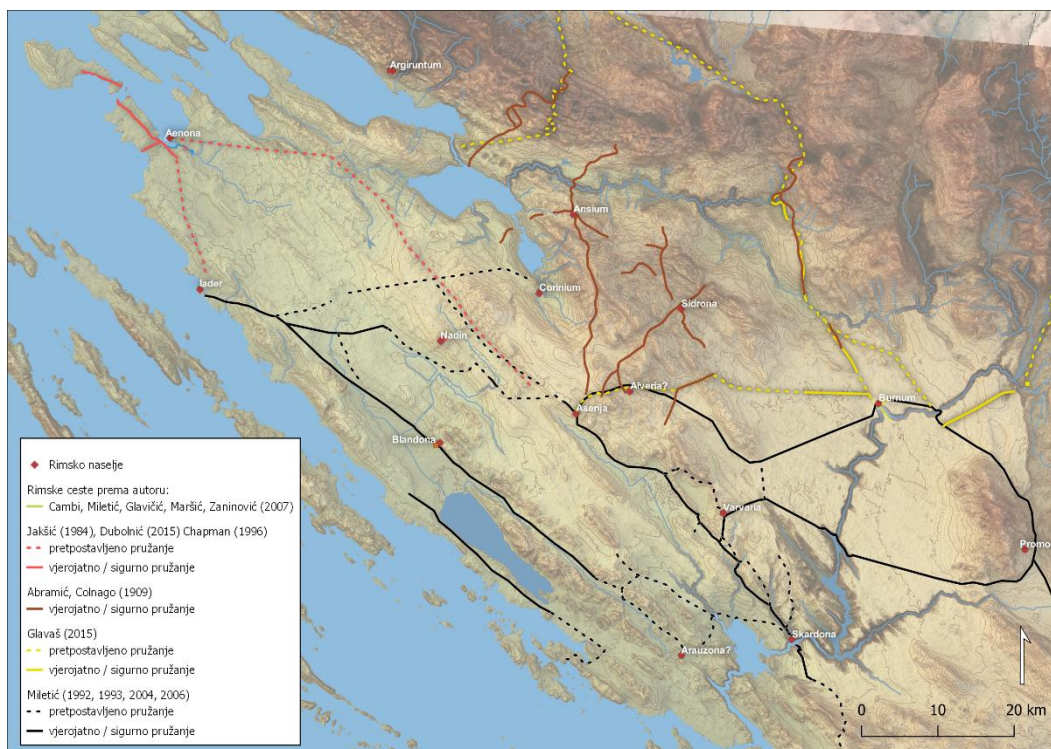 Argiruntum
Aenona
Ansium
Iader
Corinium
Sidrona
Nadin
Alveria?
Aserija
Burnum
Blandona
Varvaria
Promo
Skardona
Arauzona?
Rimsko naselje
Rimske ceste prema autoru:
Cambi, Miletić, Glavičić, Maršić, Zaninović (2007)
Jakšić (1984), Dubolnić (2015) Chapman (1996)
pretpostavljeno pružanje
vjerojatno / sigurno pružanje
Abramić, Colnago (1909)
vjerojatno / sigurno pružanje
Glavaš (2015)
pretpostavljeno pružanje
vjerojatno / sigurno pružanje
Miletić (1992, 1993, 2004, 2006)
pretpostavljeno pružanje
vjerojatno / sigurno pružanje
0 10 20 km